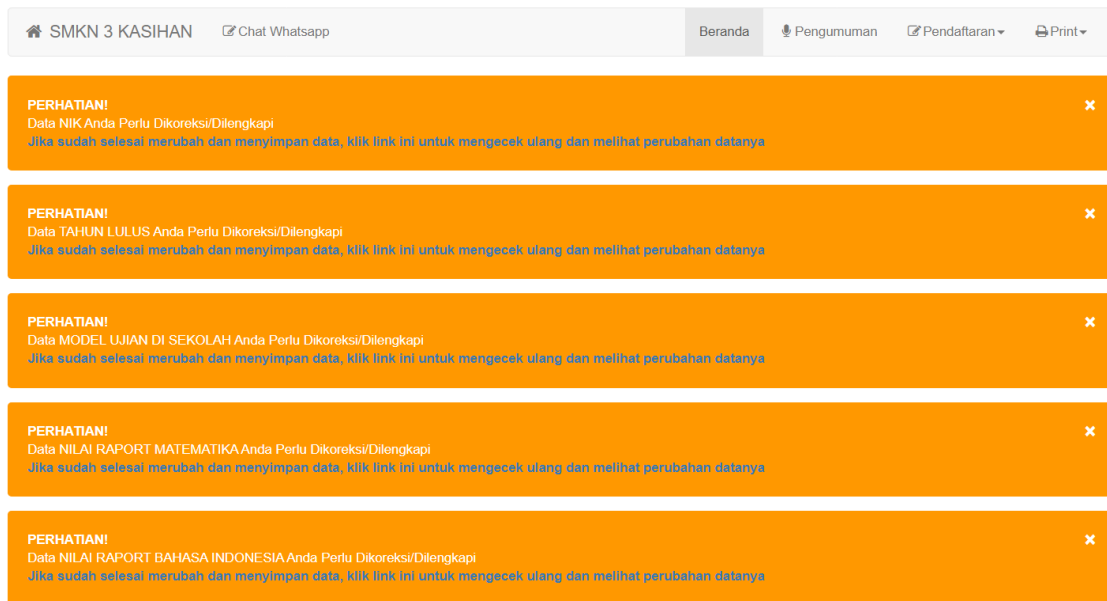 SMKN 3 KASIHAN Chat Whatsapp Beranda Pengumuman Pendaftaran Print
PERHATIAN!
Data NIK Anda Perlu Dikoreksi/Dilengkapi
Jika sudah selesai merubah dan menyimpan data, klik link ini untuk mengecek ulang dan melihat perubahan datanya
PERHATIAN!
Data TAHUN LULUS Anda Perlu Dikoreksi/Dilengkapi
Jika sudah selesai merubah dan menyimpan data, klik link ini untuk mengecek ulang dan melihat perubahan datanya
PERHATIAN!
Data MODEL UJIAN DI SEKOLAH Anda Perlu Dikoreksi/Dilengkapi
Jika sudah selesai merubah dan menyimpan data, klik link ini untuk mengecek ulang dan melihat perubahan datanya
PERHATIAN!
Data NILAI RAPORT MATEMATIKA Anda Perlu Dikoreksi/Dilengkapi
Jika sudah selesai merubah dan menyimpan data, klik link ini untuk mengecek ulang dan melihat perubahan datanya
PERHATIAN!
Data NILAI RAPORT BAHASA INDONESIA Anda Perlu Dikoreksi/Dilengkapi
Jika sudah selesai merubah dan menyimpan data, klik link ini untuk mengecek ulang dan melihat perubahan datanya